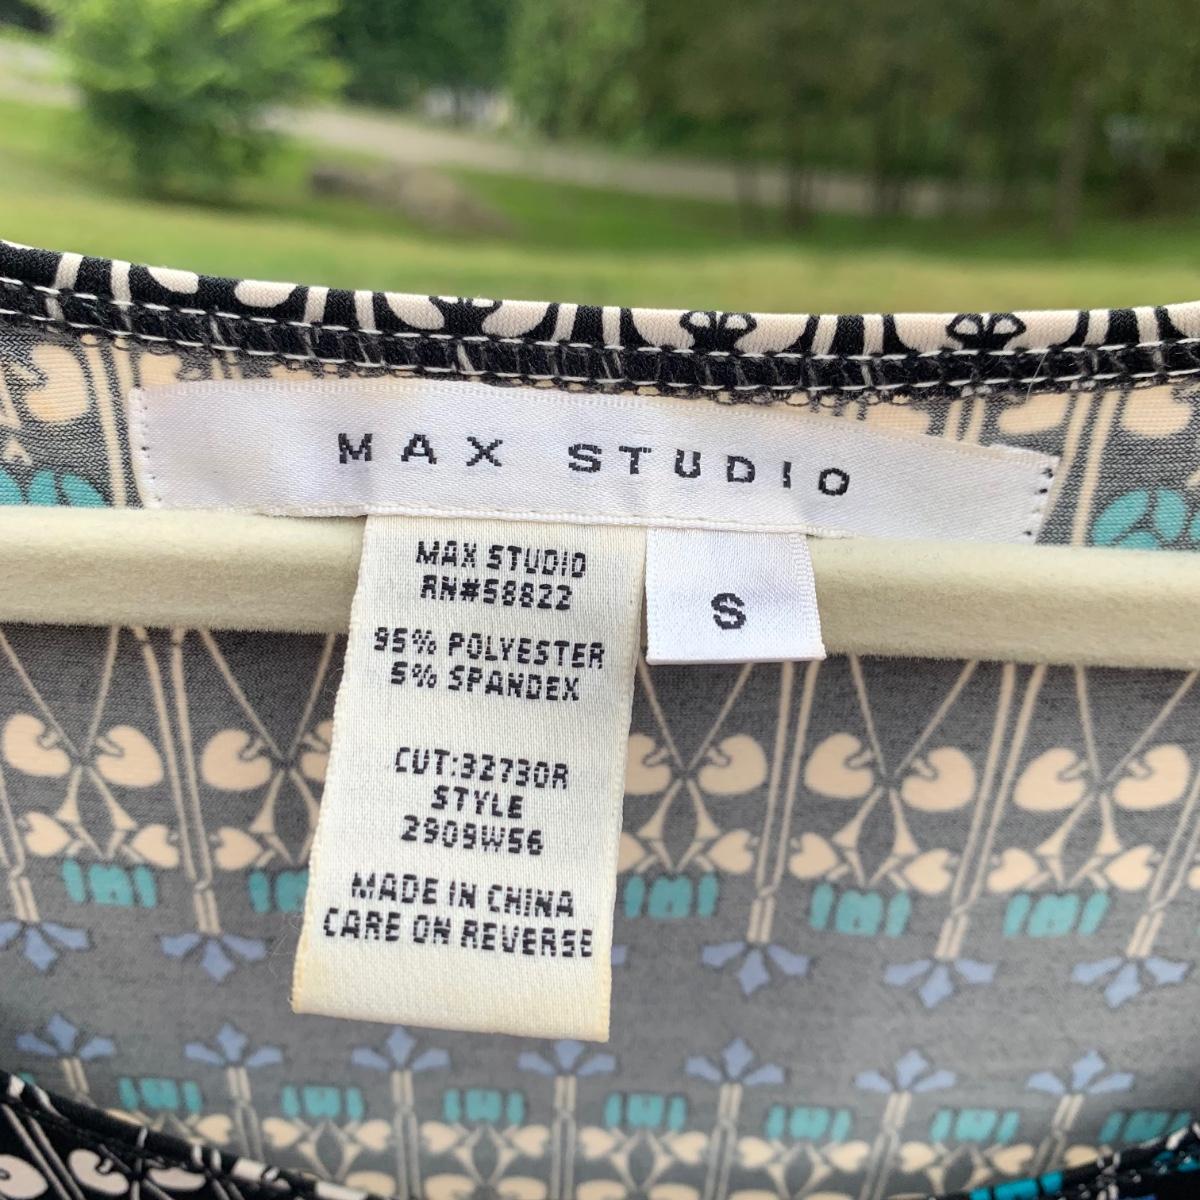 MAX STUDIO
MAX STUDIO
RN#58822
95% POLYESTER
5% SPANDEX
CUT:32730R
STYLE
2909W56
MADE IN CHINA
CARE ON REVERSE
S